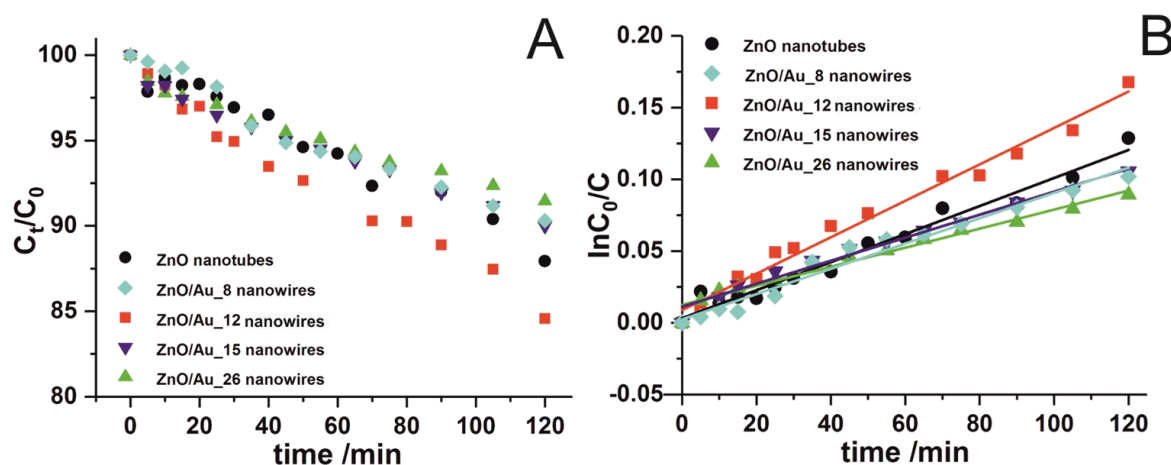 A
100
95
90
85
80
Ct/C0
ZnO nanotubes
ZnO/Au_8 nanowires
ZnO/Au_12 nanowires
ZnO/Au_15 nanowires
ZnO/Au_26 nanowires
0 20 40 60 80 100 120
time /min
B
0.20
0.15
0.10
0.05
0.00
-0.05
lnC0/C
ZnO nanotubes
ZnO/Au_8 nanowires
ZnO/Au_12 nanowires
ZnO/Au_15 nanowires
ZnO/Au_26 nanowires
0 20 40 60 80 100 120
time /min